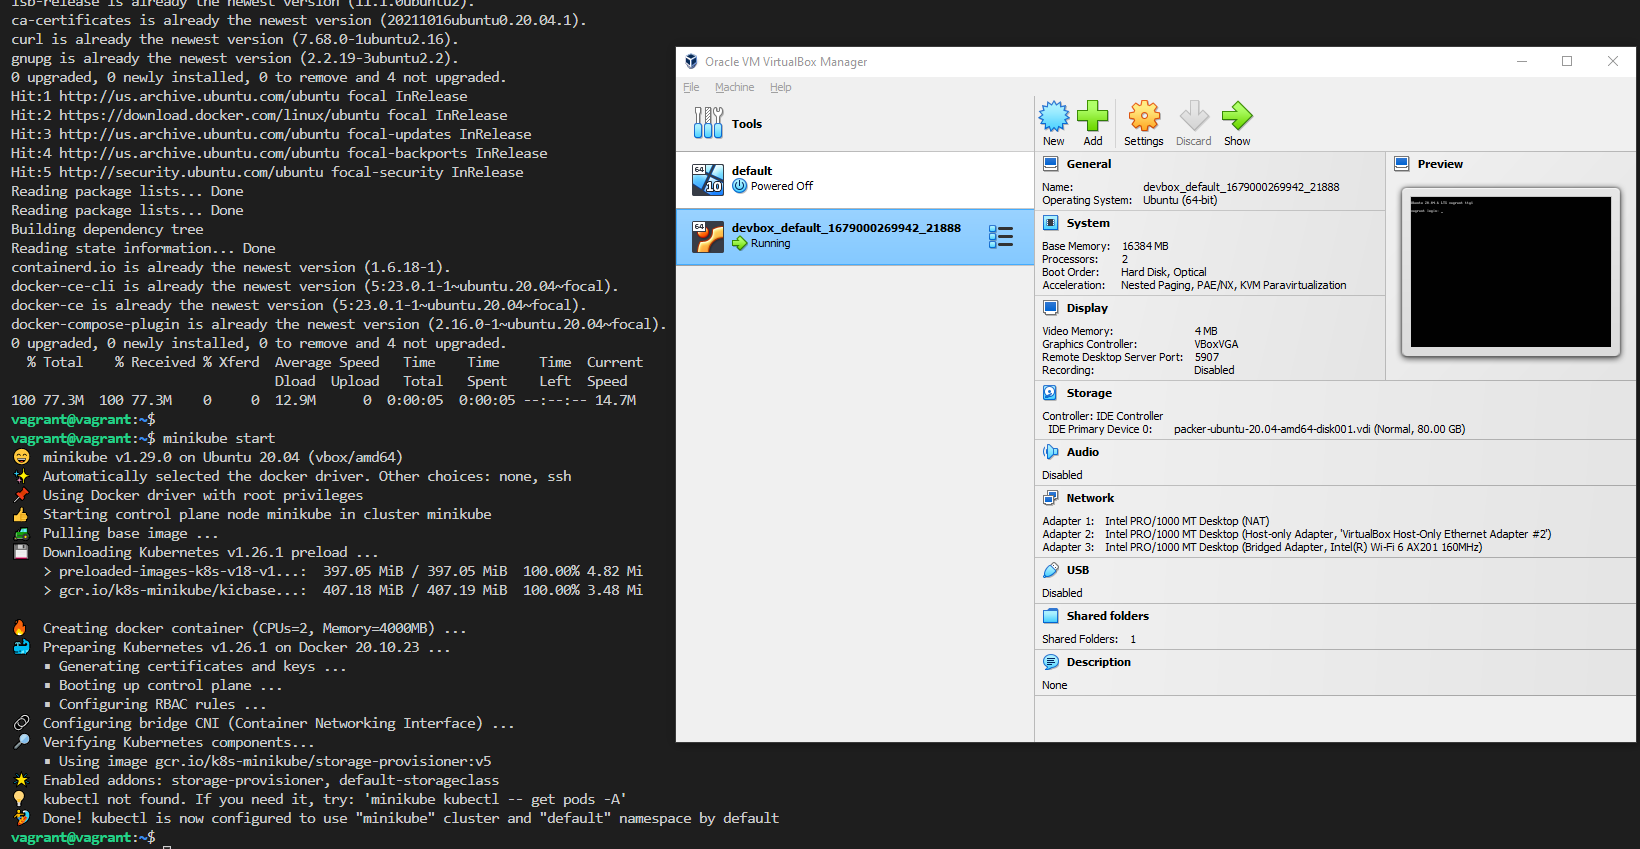 lsb-release is already the newest version (11.1.0ubuntu2).
ca-certificates is already the newest version (20211016ubuntu0.20.04.1).
curl is already the newest version (7.68.0-1ubuntu2.16).
gnupg is already the newest version (2.2.19-3ubuntu2.2).
0 upgraded, 0 newly installed, 0 to remove and 4 not upgraded.
Hit:1 http://us.archive.ubuntu.com/ubuntu focal InRelease
Hit:2 https://download.docker.com/linux/ubuntu focal InRelease
Hit:3 http://us.archive.ubuntu.com/ubuntu focal-updates InRelease
Hit:4 http://us.archive.ubuntu.com/ubuntu focal-backports InRelease
Hit:5 http://security.ubuntu.com/ubuntu focal-security InRelease
Reading package lists... Done
Reading package lists... Done
Building dependency tree
Reading state information... Done
containerd.io is already the newest version (1.6.18-1).
docker-ce-cli is already the newest version (5:23.0.1-1~ubuntu.20.04~focal).
docker-ce is already the newest version (5:23.0.1-1~ubuntu.20.04~focal).
docker-compose-plugin is already the newest version (2.16.0-1~ubuntu.20.04~focal).
0 upgraded, 0 newly installed, 0 to remove and 4 not upgraded.
% Total % Received % Xferd Average Speed Time Time Time Current
Dload Upload Total Spent Left Speed
100 77.3M 100 77.3M 0 0 12.9M 0 0:00:05 0:00:05 --:--:-- 14.7M
vagrant@vagrant:~$
vagrant@vagrant:~$ minikube start
minikube v1.29.0 on Ubuntu 20.04 (vbox/amd64)
Automatically selected the docker driver. Other choices: none, ssh
Using Docker driver with root privileges
Starting control plane node minikube in cluster minikube
Pulling base image ...
Downloading Kubernetes v1.26.1 preload ...
> preloaded-images-k8s-v18-v1...: 397.05 MiB / 397.05 MiB 100.00% 4.82 Mi
> gcr.io/k8s-minikube/kicbase...: 407.18 MiB / 407.19 MiB 100.00% 3.48 Mi
Creating docker container (CPUs=2, Memory=4000MB) ...
Preparing Kubernetes v1.26.1 on Docker 20.10.23 ...
▪ Generating certificates and keys ...
▪ Booting up control plane ...
▪ Configuring RBAC rules ...
Configuring bridge CNI (Container Networking Interface) ...
Verifying Kubernetes components...
▪ Using image gcr.io/k8s-minikube/storage-provisioner:v5
Enabled addons: storage-provisioner, default-storageclass
kubectl not found. If you need it, try: 'minikube kubectl -- get pods -A'
Done! kubectl is now configured to use "minikube" cluster and "default" namespace by default
vagrant@vagrant:~$
Oracle VM VirtualBox Manager
File Machine Help
Tools
64 10 default
Powered Off
64 devbox_default_1679000269942_21888
Running
New Add Settings Discard Show
General
Name: devbox_default_1679000269942_21888
Operating System: Ubuntu (64-bit)
System
Base Memory: 16384 MB
Processors: 2
Boot Order: Hard Disk, Optical
Acceleration: Nested Paging, PAE/NX, KVM Paravirtualization
Display
Video Memory: 4 MB
Graphics Controller: VBoxVGA
Remote Desktop Server Port: 5907
Recording: Disabled
Preview
Storage
Controller: IDE Controller
IDE Primary Device 0: packer-ubuntu-20.04-amd64-disk001.vdi (Normal, 80.00 GB)
Audio
Disabled
Network
Adapter 1: Intel PRO/1000 MT Desktop (NAT)
Adapter 2: Intel PRO/1000 MT Desktop (Host-only Adapter, 'VirtualBox Host-Only Ethernet Adapter #2')
Adapter 3: Intel PRO/1000 MT Desktop (Bridged Adapter, Intel(R) Wi-Fi 6 AX201 160MHz)
USB
Disabled
Shared folders
Shared Folders: 1
Description
None